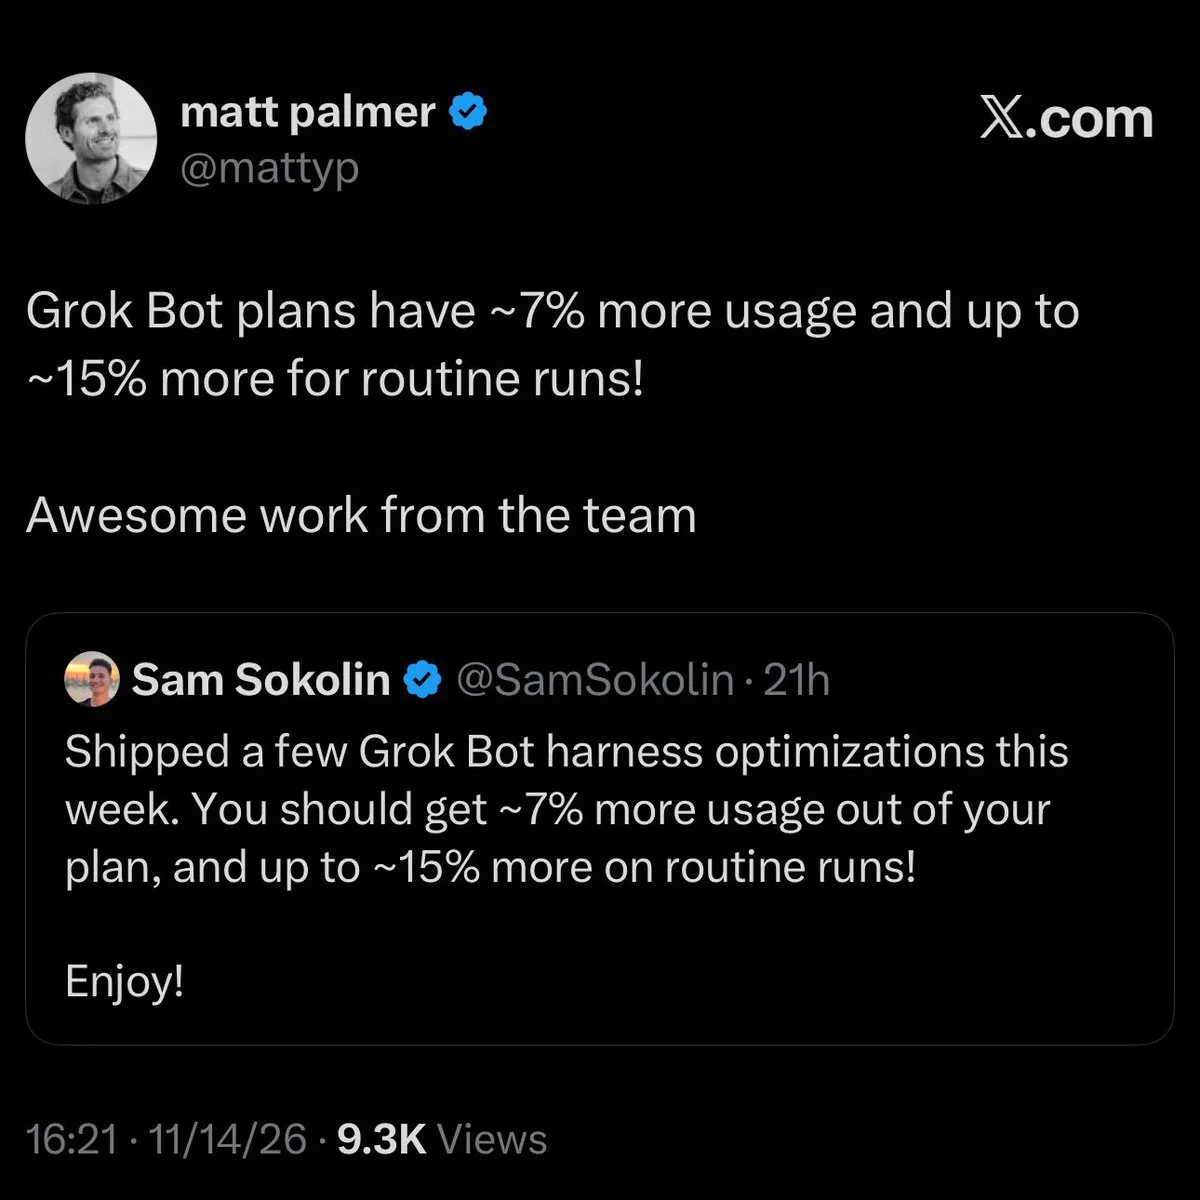 matt palmer
@mattyp
X.com
Grok Bot plans have ~7% more usage and up to
~15% more for routine runs!
Awesome work from the team
Sam Sokolin @SamSokolin · 21h
Shipped a few Grok Bot harness optimizations this
week. You should get ~7% more usage out of your
plan, and up to ~15% more on routine runs!
Enjoy!
16:21 · 11/14/26 · 9.3K Views